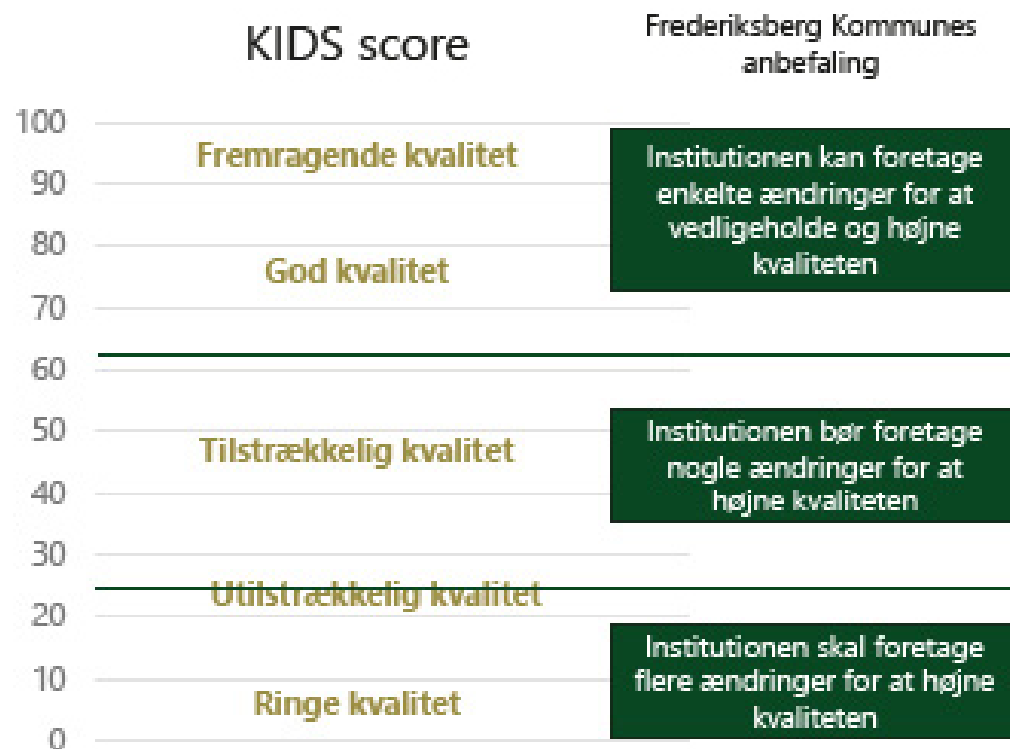 KIDS score
Frederiksberg Kommunes
anbefaling
100
Fremragende kvalitet
90
80
God kvalitet
70
60
50
Tilstrækkelig kvalitet
40
30
Utilstrækkelig kvalitet
20
10
Ringe kvalitet
0
Institutionen kan foretage
enkelte ændringer for at
vedligeholde og højne
kvaliteten
Institutionen bør foretage
nogle ændringer for at
højne kvaliteten
Institutionen skal foretage
flere ændringer for at højne
kvaliteten